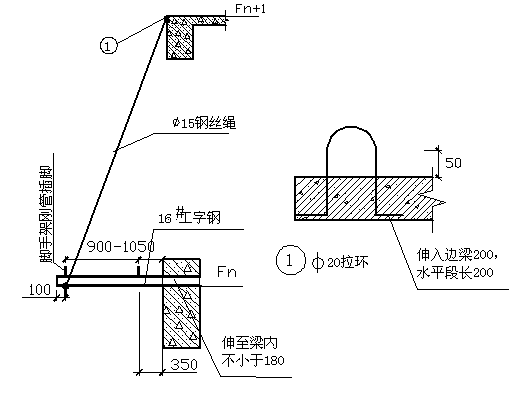 Fn+1
1
ϕ15钢丝绳
50
脚手架刚管插脚
16#工字钢
900-1050
伸入边梁200,
水平段长200
1 ϕ20拉环
Fn
100
伸至梁内
不小于180
350